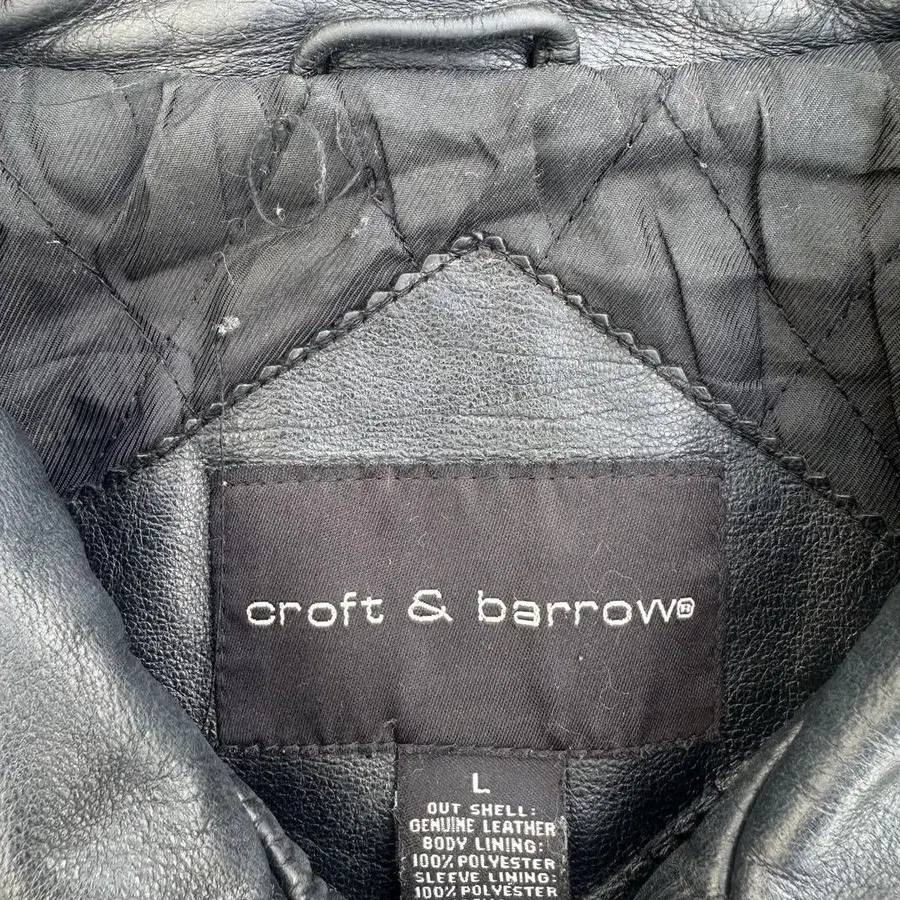 croft & barrow®
L
OUT SHELL:
GENUINE LEATHER
BODY LINING:
100% POLYESTER
SLEEVE LINING:
100% POLYESTER